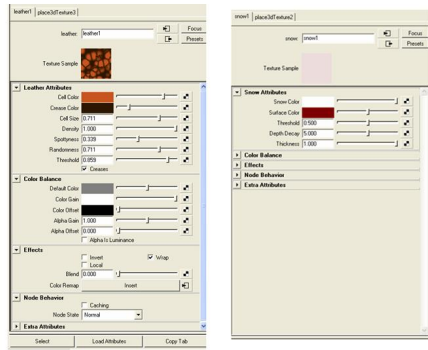 leather1 place3dTexture3
leather: leather1
Focus
Presets
Texture Sample
Leather Attributes
Cell Color
Crease Color
Cell Size 0.711
Density 1.000
Spottyness 0.339
Randomness 0.711
Threshold 0.859
Creases
Color Balance
Default Color
Color Gain
Color Offset
Alpha Gain 1.000
Alpha Offset 0.000
Alpha Is Luminance
Effects
Invert Wrap
Local
Blend 0.000
Color Remap Insert
Node Behavior
Caching
Node State Normal
Extra Attributes
Select Load Attributes Copy Tab
snow1 place3dTexture2
snow: snow1
Focus
Presets
Texture Sample
Snow Attributes
Snow Color
Surface Color
Threshold 0.500
Depth Decay 5.000
Thickness 1.000
Color Balance
Effects
Node Behavior
Extra Attributes